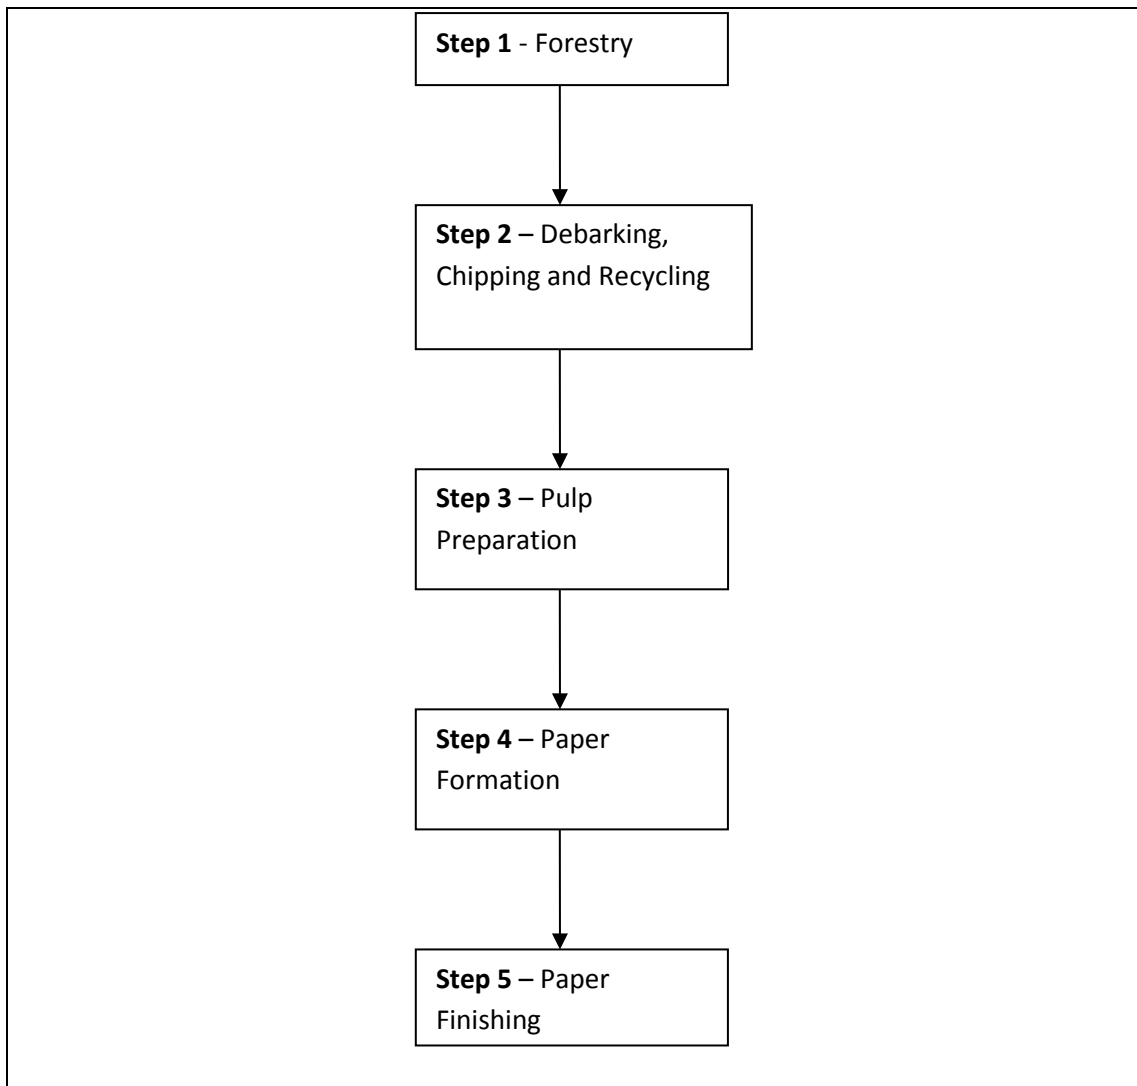 Step 1 - Forestry
Step 2 – Debarking,
Chipping and Recycling
Step 3 – Pulp
Preparation
Step 4 – Paper
Formation
Step 5 – Paper
Finishing